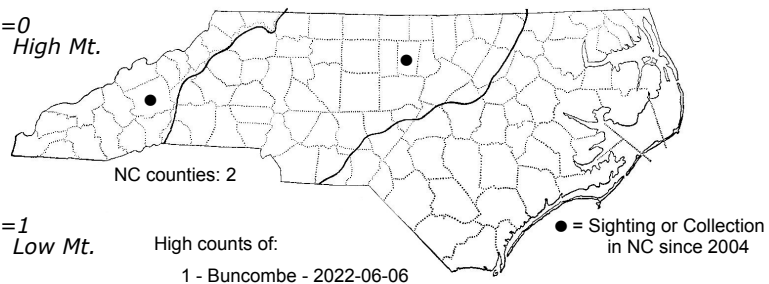 =0
High Mt.
NC counties: 2
=1
Low Mt.
High counts of:
1 - Buncombe - 2022-06-06
● = Sighting or Collection
in NC since 2004